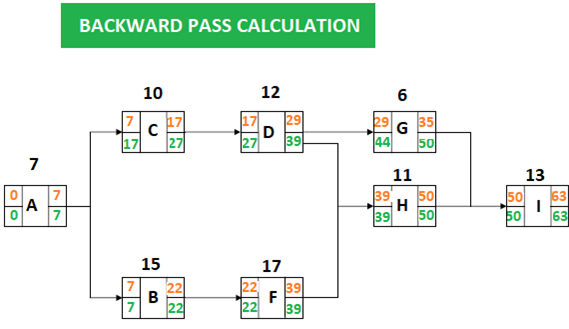 BACKWARD PASS CALCULATION
10 12 6
7 C 17 17 D 29 29 G 35
17 27 27 39 44 50
7 11 13
0 A 7 39 H 50 50 I 63
0 7 39 50 50 63
15 17
7 B 22 22 F 39
7 22 22 39